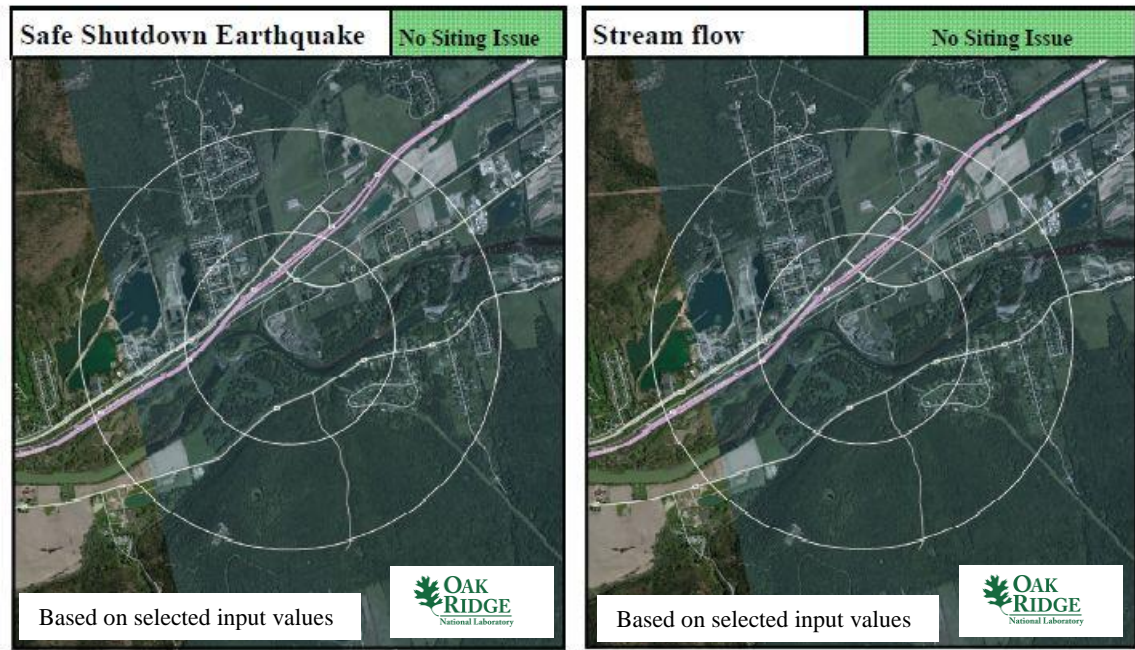 Safe Shutdown Earthquake
No Siting Issue
Based on selected input values
OAK
RIDGE
National Laboratory
Stream flow
No Siting Issue
Based on selected input values
OAK
RIDGE
National Laboratory